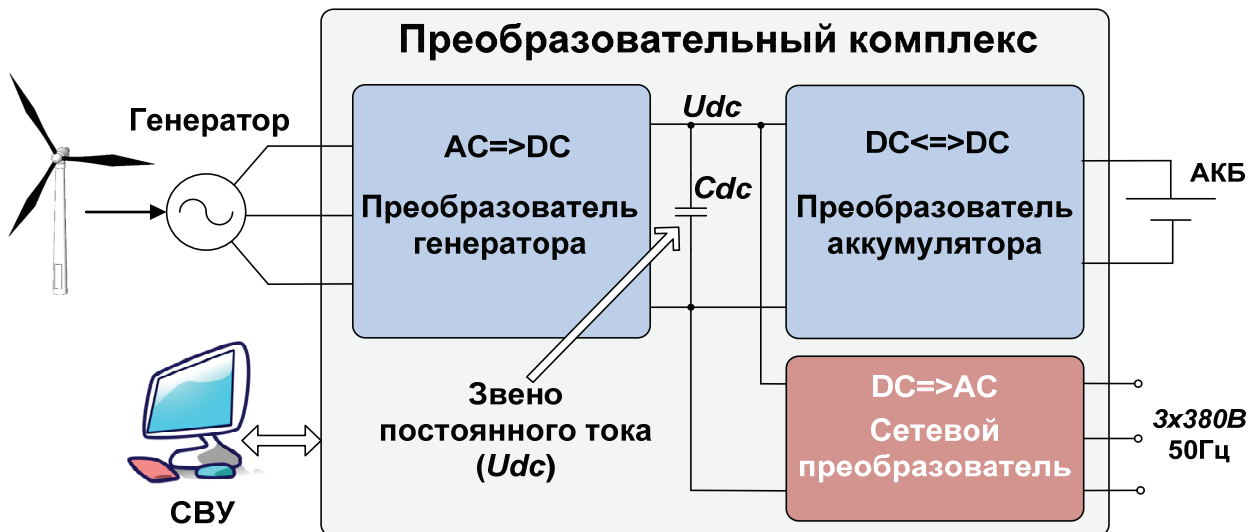 Преобразовательный комплекс
Генератор
AC=>DC
Преобразователь
генератора
Udc
Cdc
DC<=>DC
Преобразователь
аккумулятора
АКБ
Звено
постоянного тока
(Udc)
DC=>AC
Сетевой
преобразователь
3x380В
50Гц
СВУ